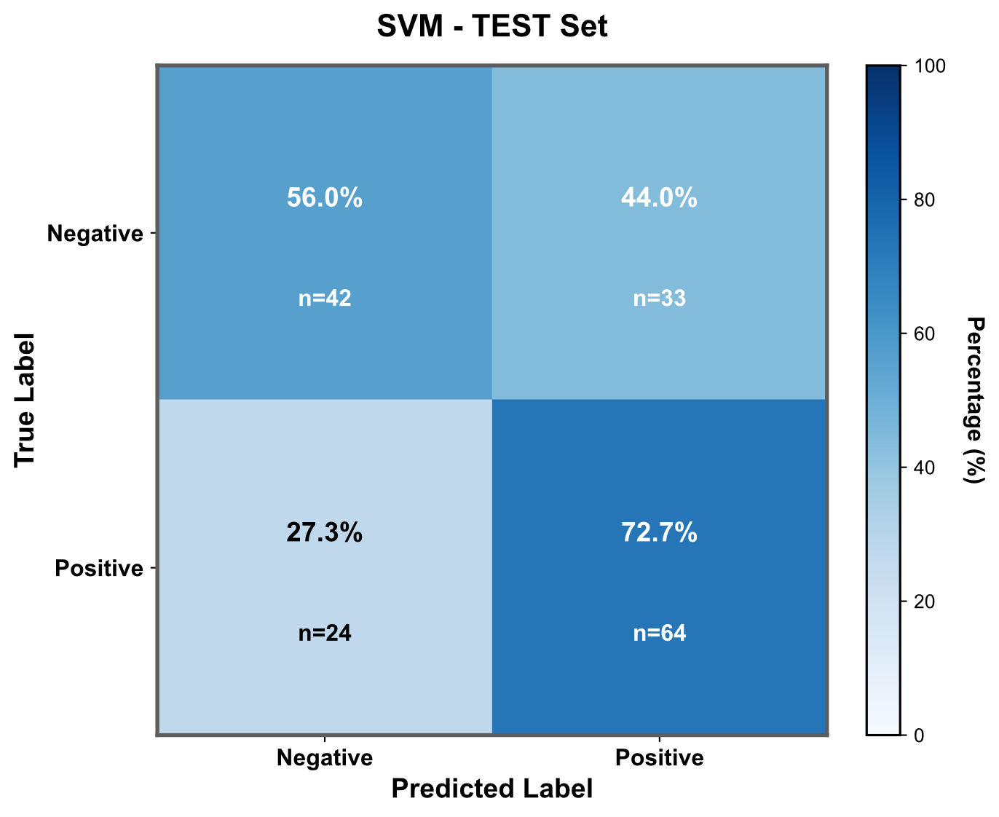 SVM - TEST Set
100
80
60
40
20
0
Percentage (%)
True Label
Negative
56.0%
44.0%
n=42
n=33
Positive
27.3%
72.7%
n=24
n=64
Negative
Positive
Predicted Label